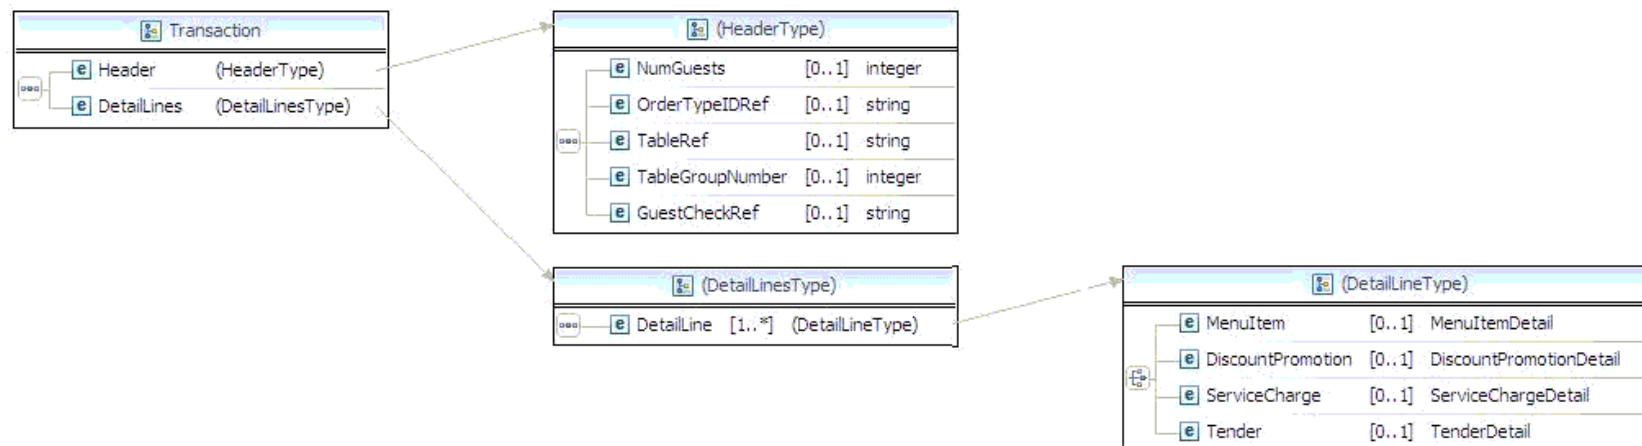 Transaction
e Header (HeaderType)
e DetailLines (DetailLinesType)
(HeaderType)
e NumGuests [0..1] integer
e OrderTypeIDRef [0..1] string
e TableRef [0..1] string
e TableGroupNumber [0..1] integer
e GuestCheckRef [0..1] string
(DetailLinesType)
e DetailLine [1..*] (DetailLineType)
(DetailLineType)
e MenuItem [0..1] MenuItemDetail
e DiscountPromotion [0..1] DiscountPromotionDetail
e ServiceCharge [0..1] ServiceChargeDetail
e Tender [0..1] TenderDetail